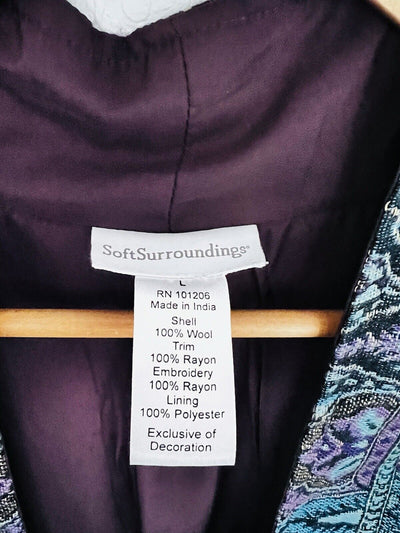 SoftSurroundings®
L
RN 101206
Made in India
Shell
100% Wool
Trim
100% Rayon
Embroidery
100% Rayon
Lining
100% Polyester
Exclusive of
Decoration